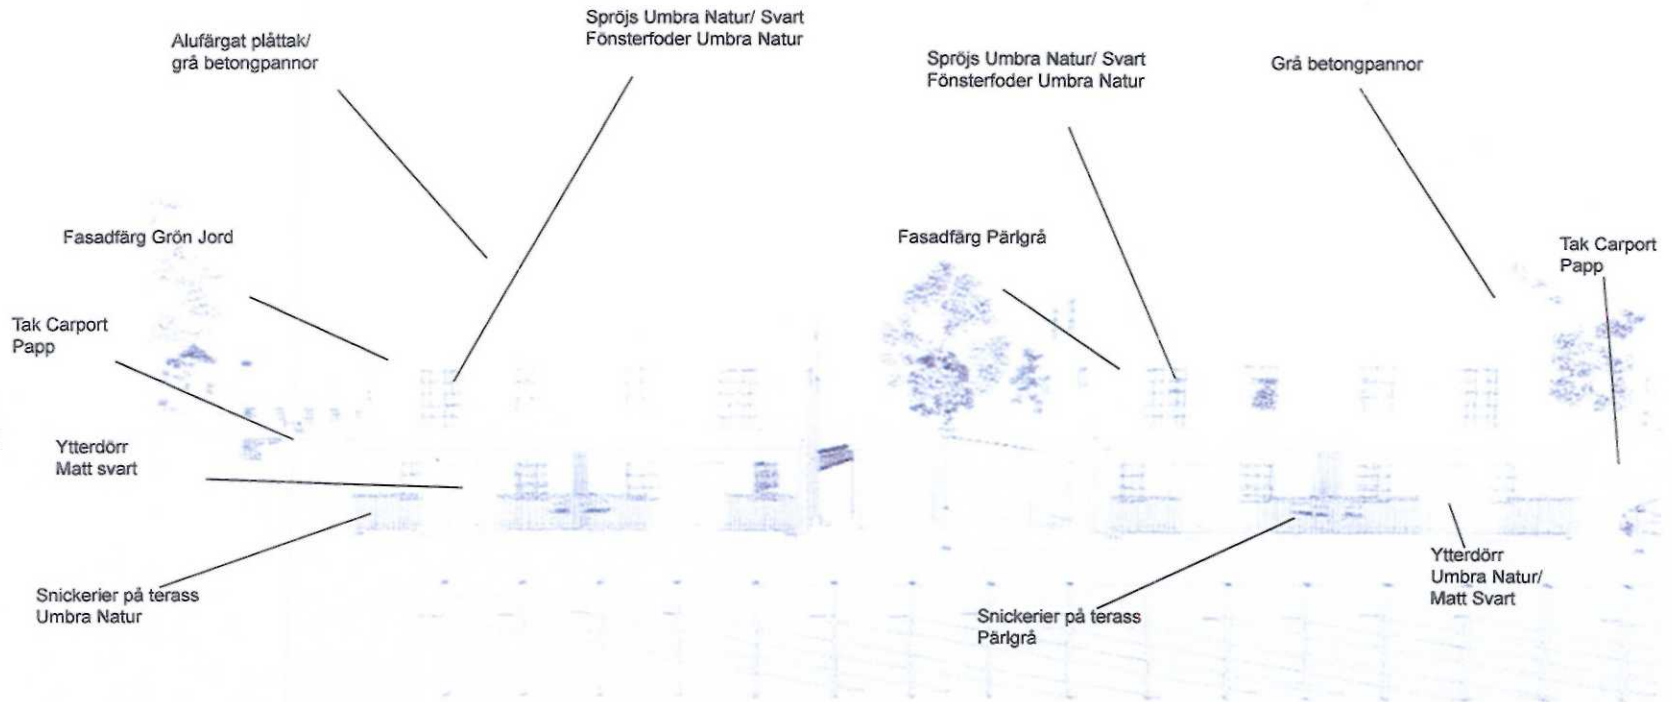 Alufärgat plåttak/
grå betongpannor
Spröjs Umbra Natur/ Svart
Fönsterfoder Umbra Natur
Fasadfärg Grön Jord
Tak Carport
Papp
Ytterdörr
Matt svart
Snickerier på terass
Umbra Natur
Spröjs Umbra Natur/ Svart
Fönsterfoder Umbra Natur
Grå betongpannor
Fasadfärg Pärlgrå
Tak Carport
Papp
Ytterdörr
Umbra Natur/
Matt Svart
Snickerier på terass
Pärlgrå